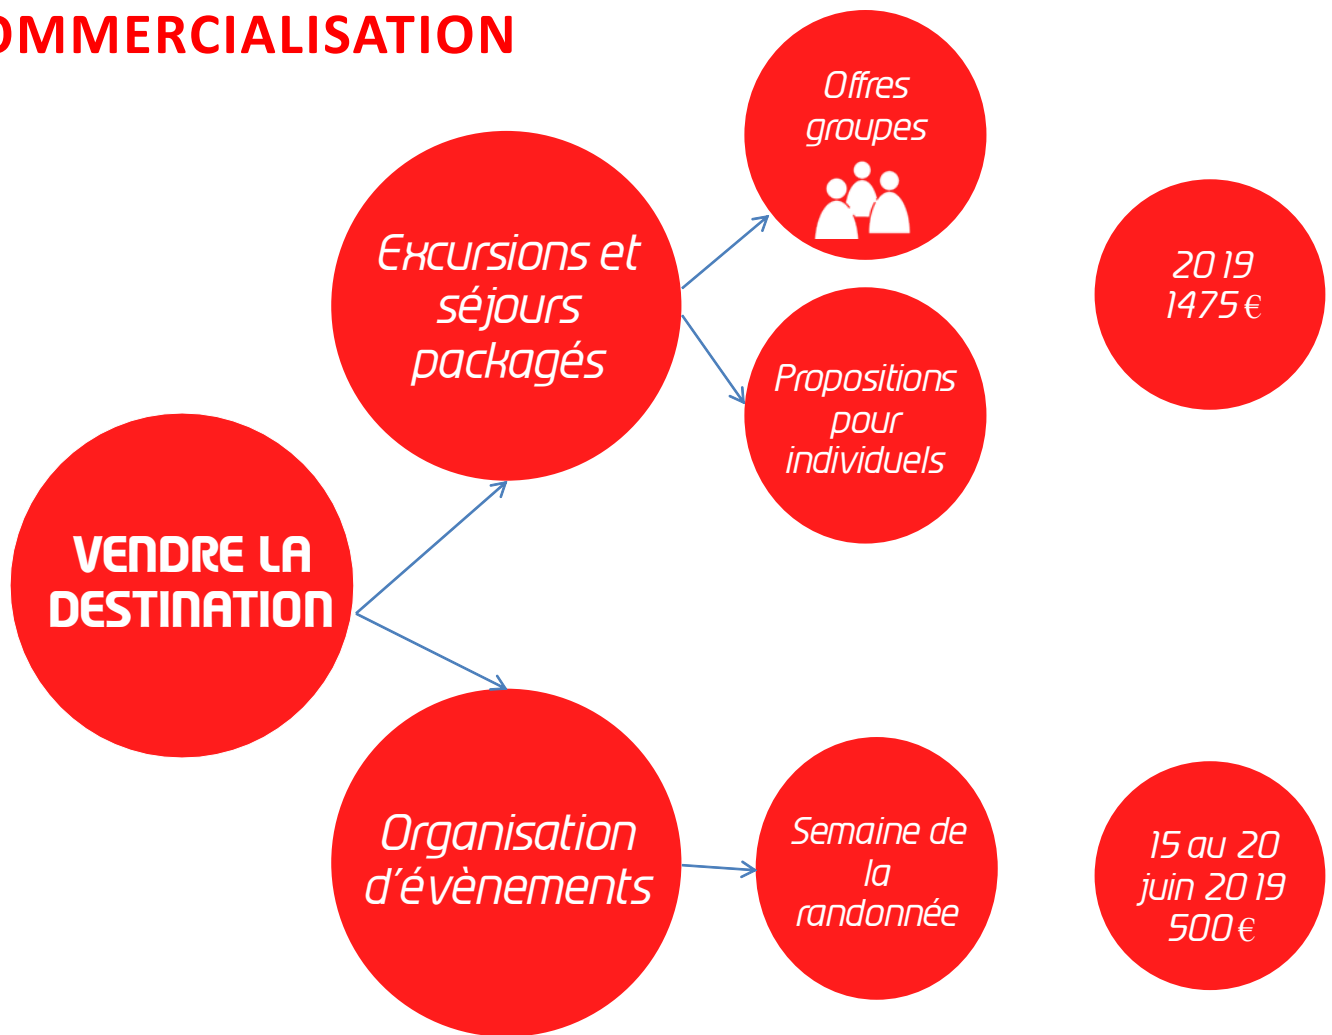 OMMERCIALISATION
Offres
groupes
Excursions et
séjours
packagés
2019
1475 €
Propositions
pour
individuels
VENDRE LA
DESTINATION
Organisation
d'évènements
Semaine de
la
randonnée
15 au 20
juin 2019
500 €